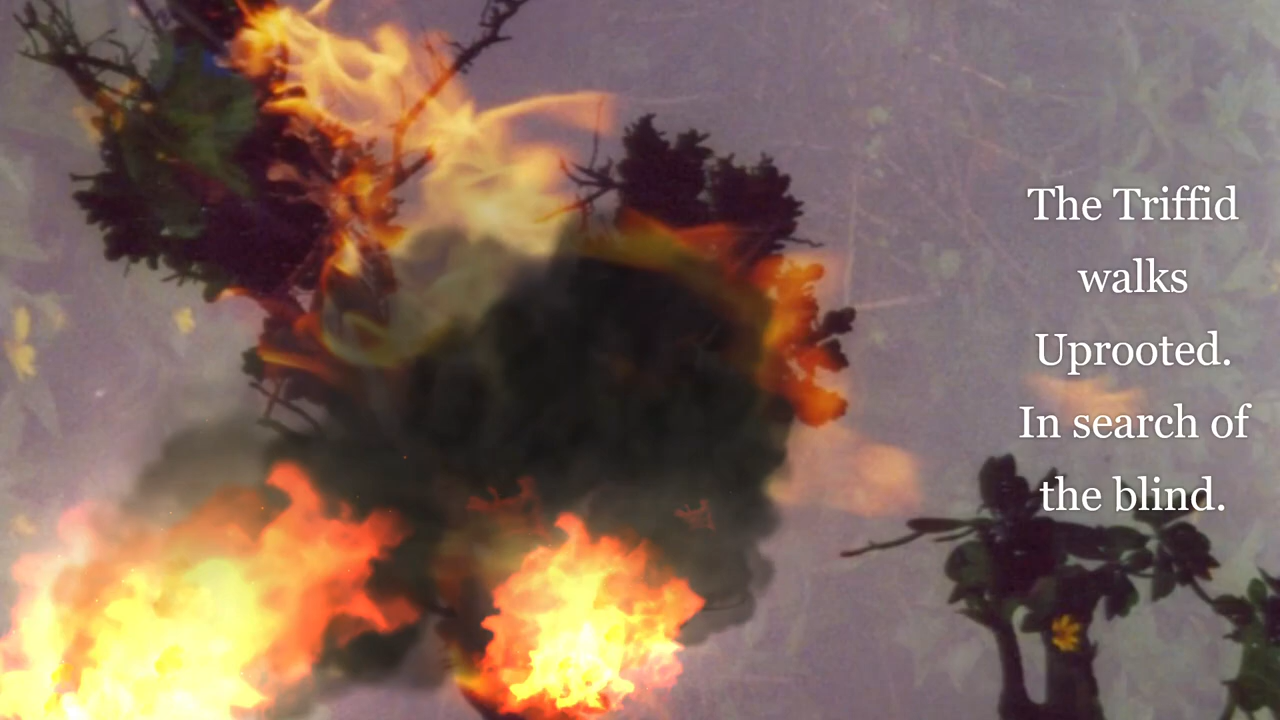 The Triffid
walks
Uprooted.
In search of
the blind.